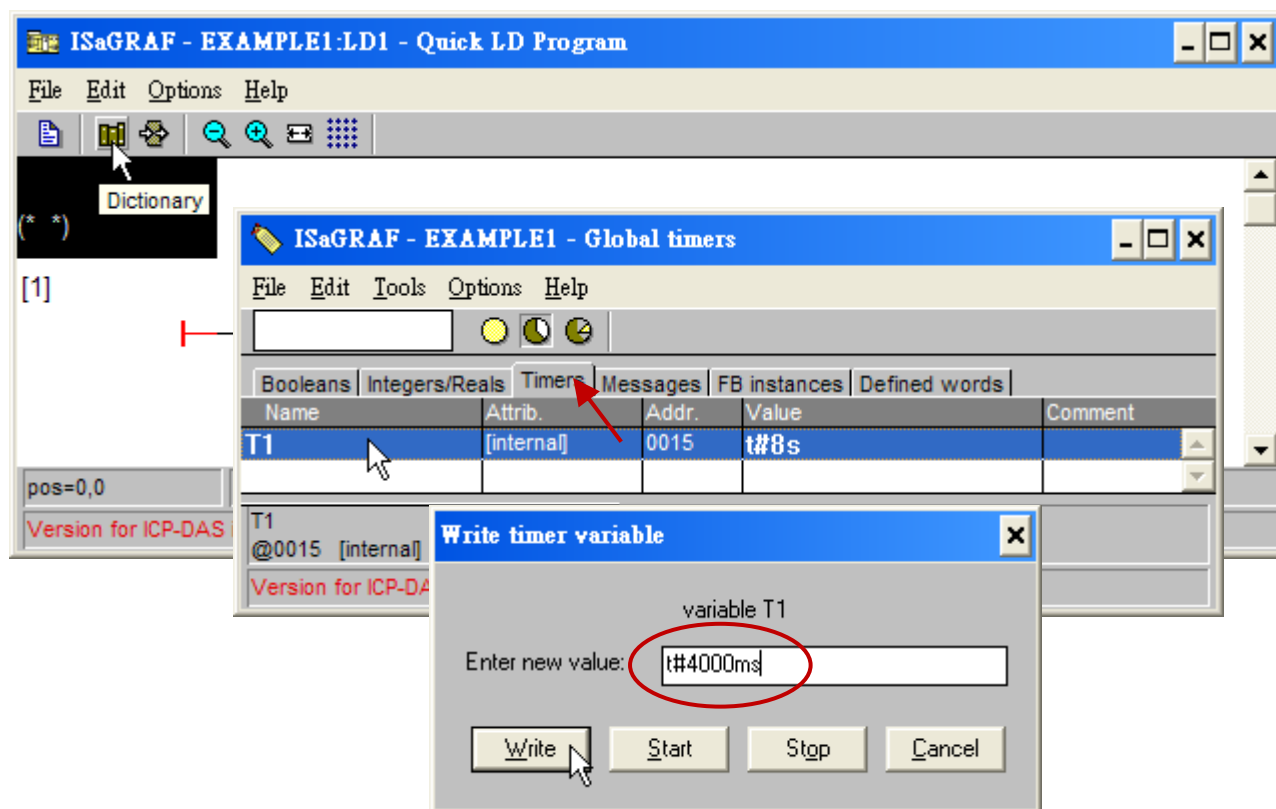 ISaGRAF - EXAMPLE1:LD1 - Quick LD Program
File Edit Options Help
Dictionary
(* *)
[1]
pos=0,0
Version for ICP-DAS
ISaGRAF - EXAMPLE1 - Global timers
File Edit Tools Options Help
Booleans Integers/Reals Timers Messages FB instances Defined words
Name Attrib. Addr. Value Comment
T1 [internal] 0015 t#8s
T1
@0015 [internal]
Version for ICP-DA
Write timer variable
variable T1
Enter new value: t#4000ms
Write Start Stop Cancel